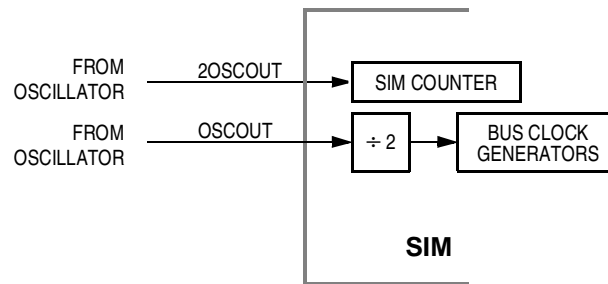 FROM
OSCILLATOR
2OSCOUT
SIM COUNTER
FROM
OSCILLATOR
OSCOUT
÷ 2
BUS CLOCK
GENERATORS
SIM